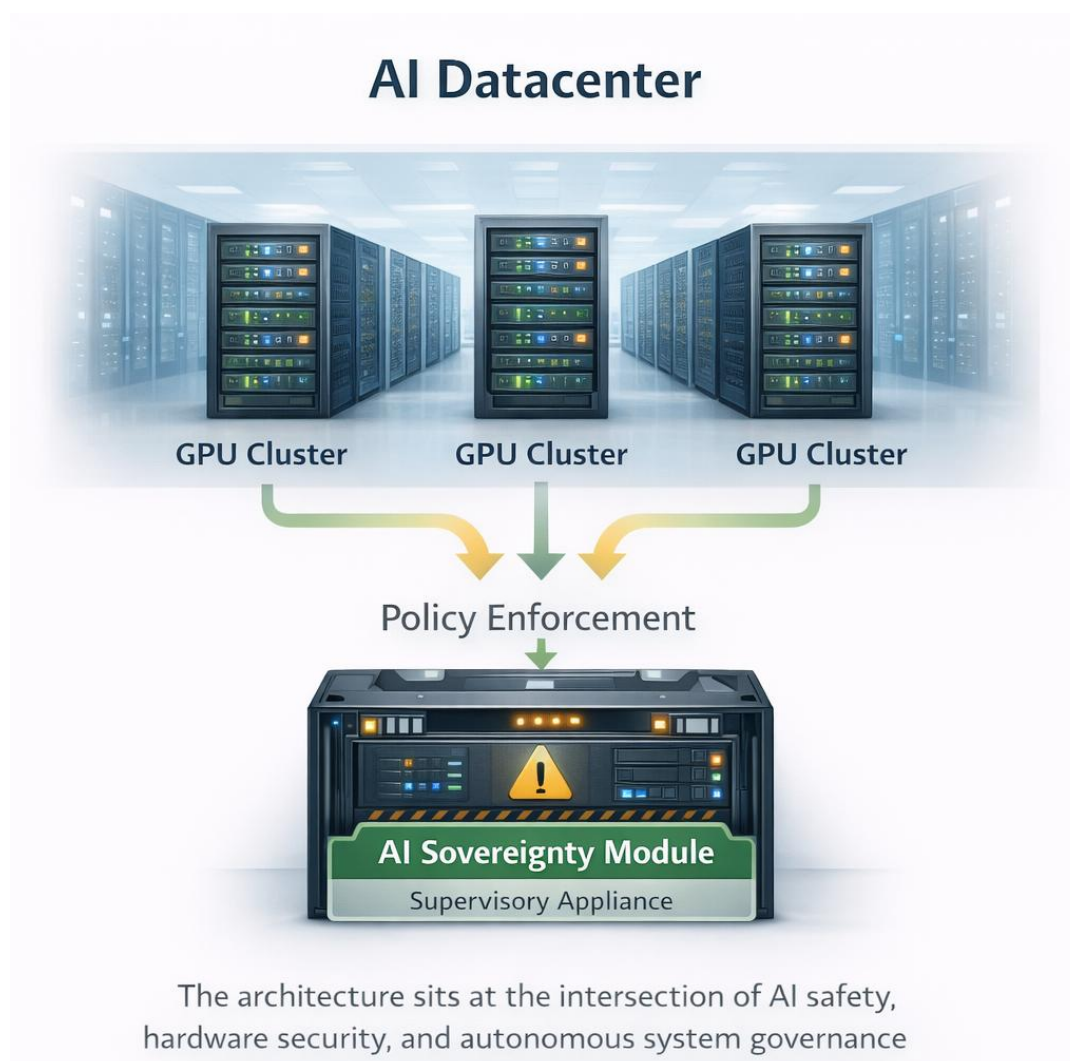 AI Datacenter
GPU Cluster
GPU Cluster
GPU Cluster
Policy Enforcement
AI Sovereignty Module
Supervisory Appliance
The architecture sits at the intersection of AI safety,
hardware security, and autonomous system governance